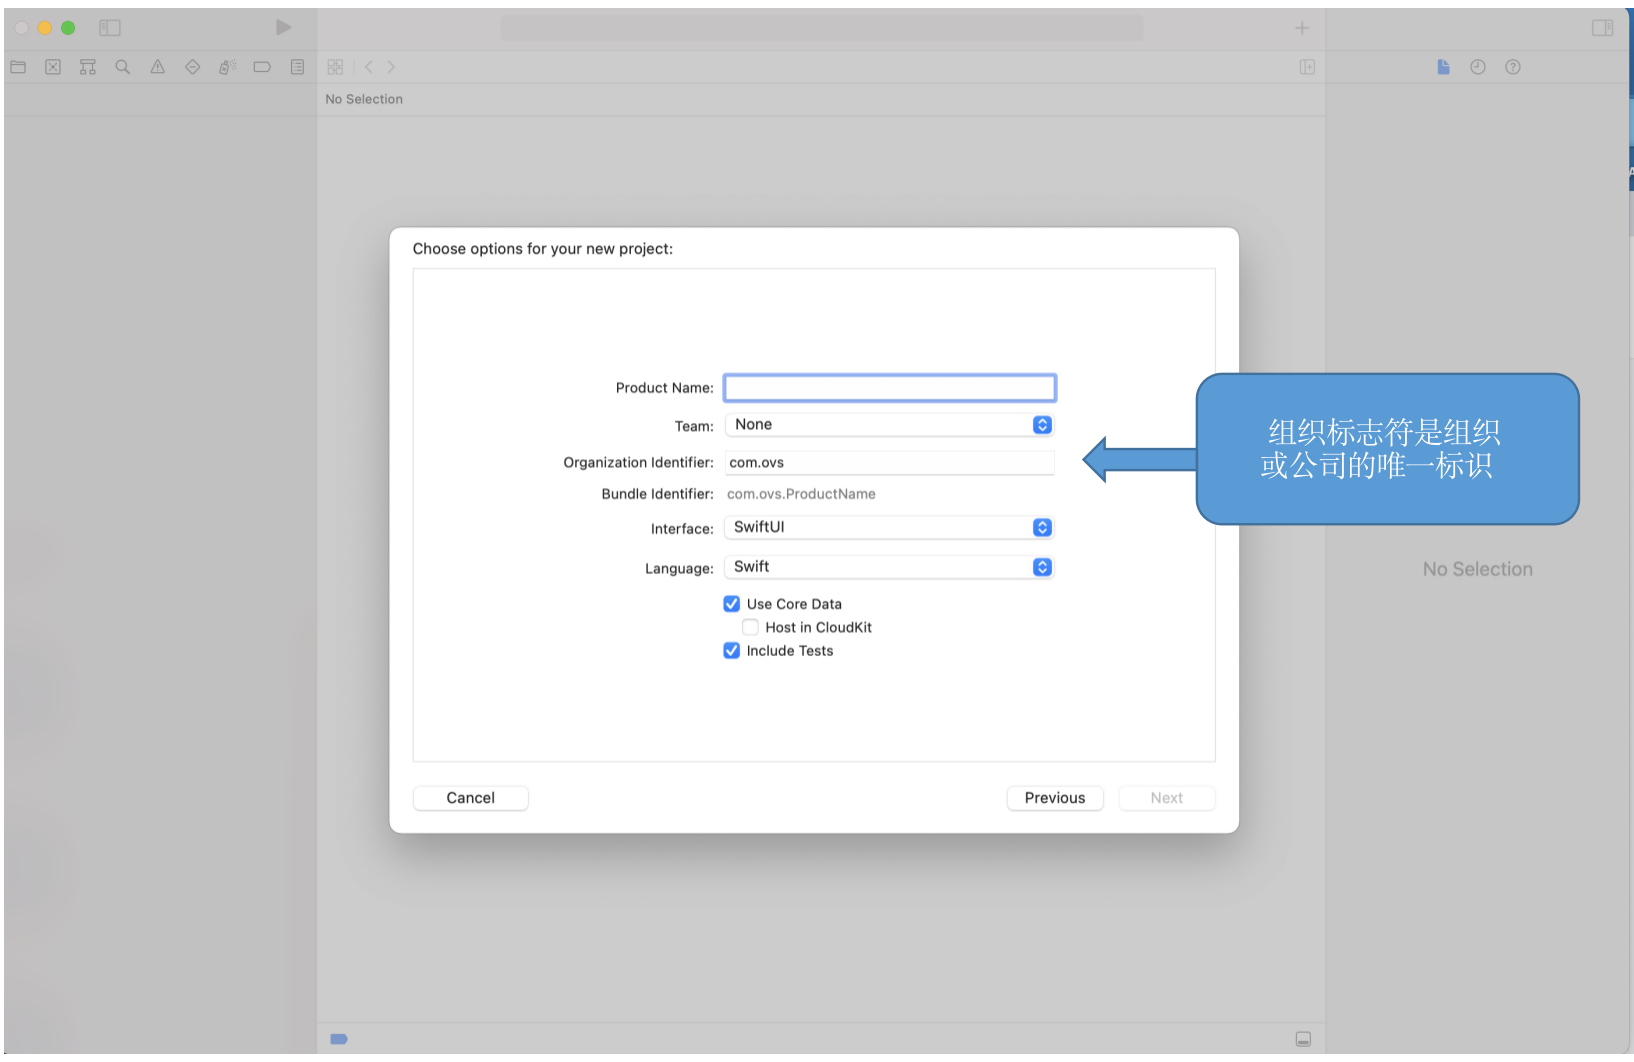 No Selection
Choose options for your new project:
Product Name:
Team: None
Organization Identifier: com.ovs
Bundle Identifier: com.ovs.ProductName
Interface: SwiftUI
Language: Swift
Use Core Data
Host in CloudKit
Include Tests
Cancel Previous Next
组织标志符是组织
或公司的唯一标识
No Selection